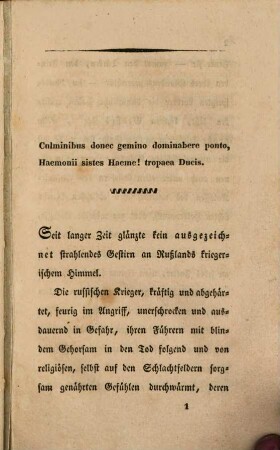 Culminibus donec gemino dominabere ponto,
Haemonii sistes Haeme! tropaea Ducis.
Seit langer Zeit glänzte kein ausgezeich-
net strahlendes Gestirn an Rußlands kriege-
rischem Himmel.
Die russischen Krieger, kräftig und abgehär-
tet, feurig im Angriff, unerschrocken und aus-
dauernd in Gefahr, ihren Führern mit blin-
dem Gehorsam in den Tod folgend und von
religiösen, selbst auf den Schlachtfeldern sorg-
sam genährten Gefühlen durchwärmt, deren
1